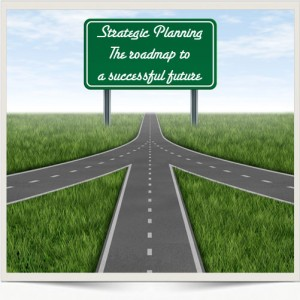 Strategic Planning
The roadmap to
a successful future